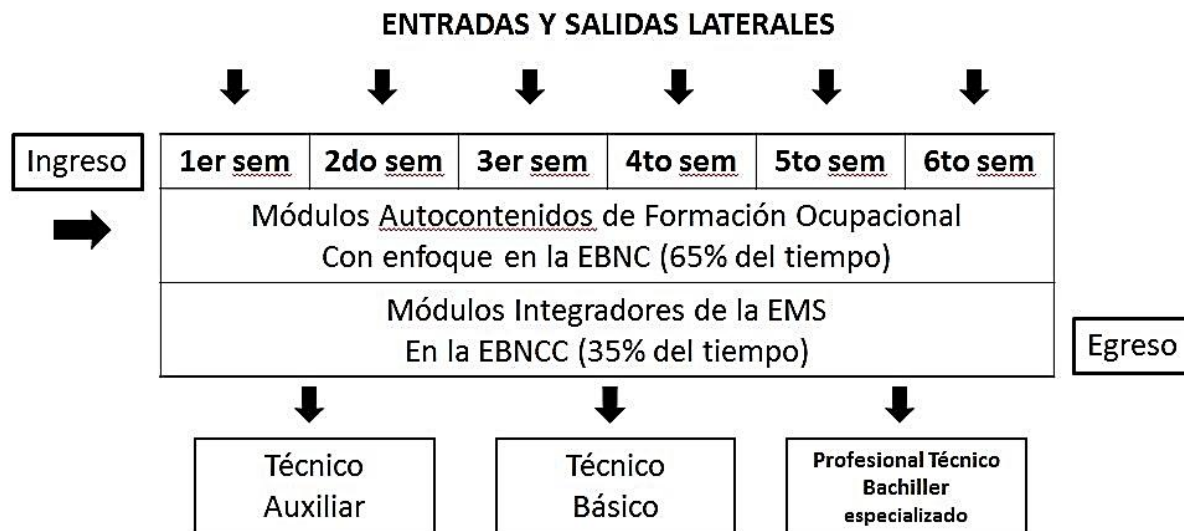 ENTRADAS Y SALIDAS LATERALES
Ingreso
1er sem 2do sem 3er sem 4to sem 5to sem 6to sem
Módulos Autocontenidos de Formación Ocupacional
Con enfoque en la EBNC (65% del tiempo)
Módulos Integradores de la EMS
En la EBNCC (35% del tiempo)
Egreso
Técnico
Auxiliar
Técnico
Básico
Profesional Técnico
Bachiller
especializado